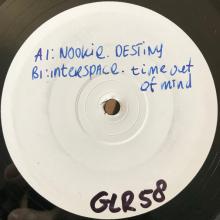 A1: NOOKIE. DESTINY
B1: INTERSPACE. time out
of mind
GLR58